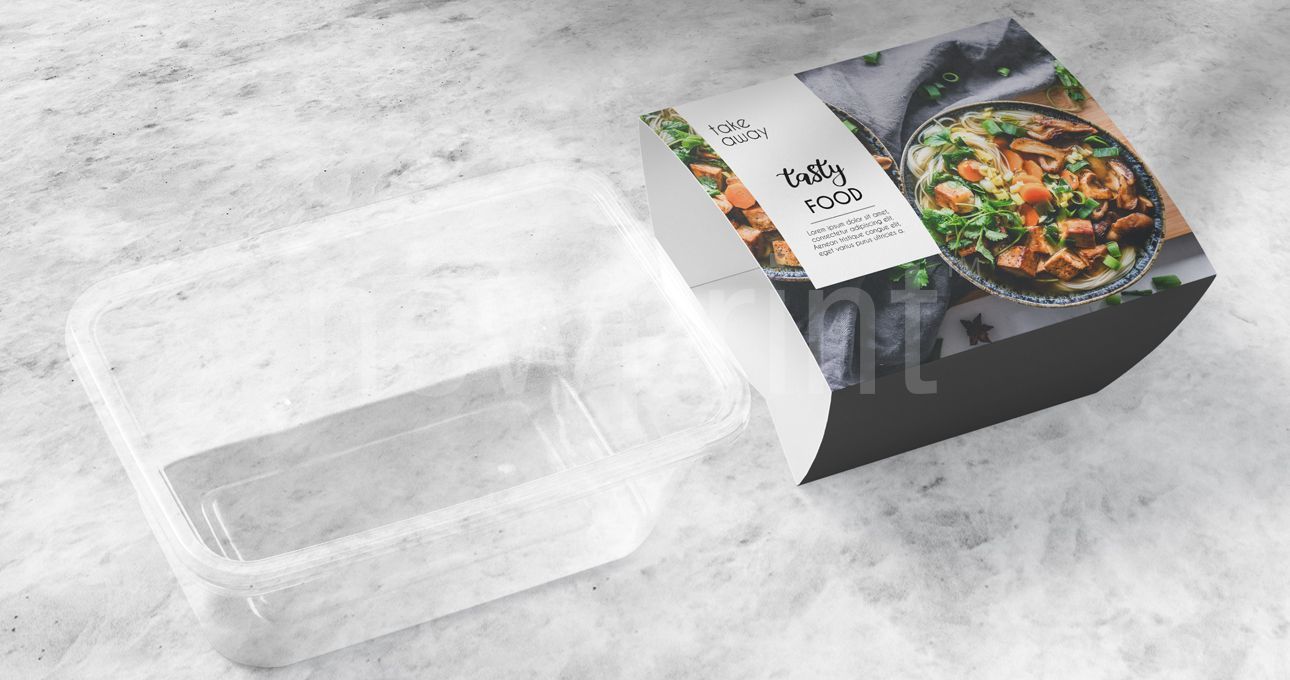 take
away
tasty
FOOD
Lorem ipsum dolor sit amet,
consectetur adipiscing elit.
Aenean tristique congue elit,
eget varius purus ultricies a.